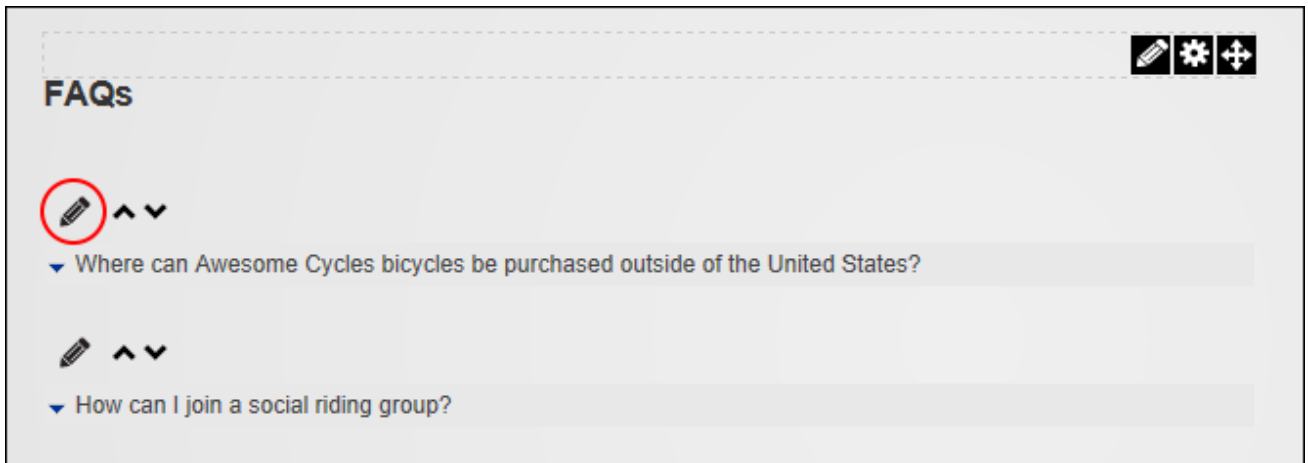 FAQs
Where can Awesome Cycles bicycles be purchased outside of the United States?
How can I join a social riding group?